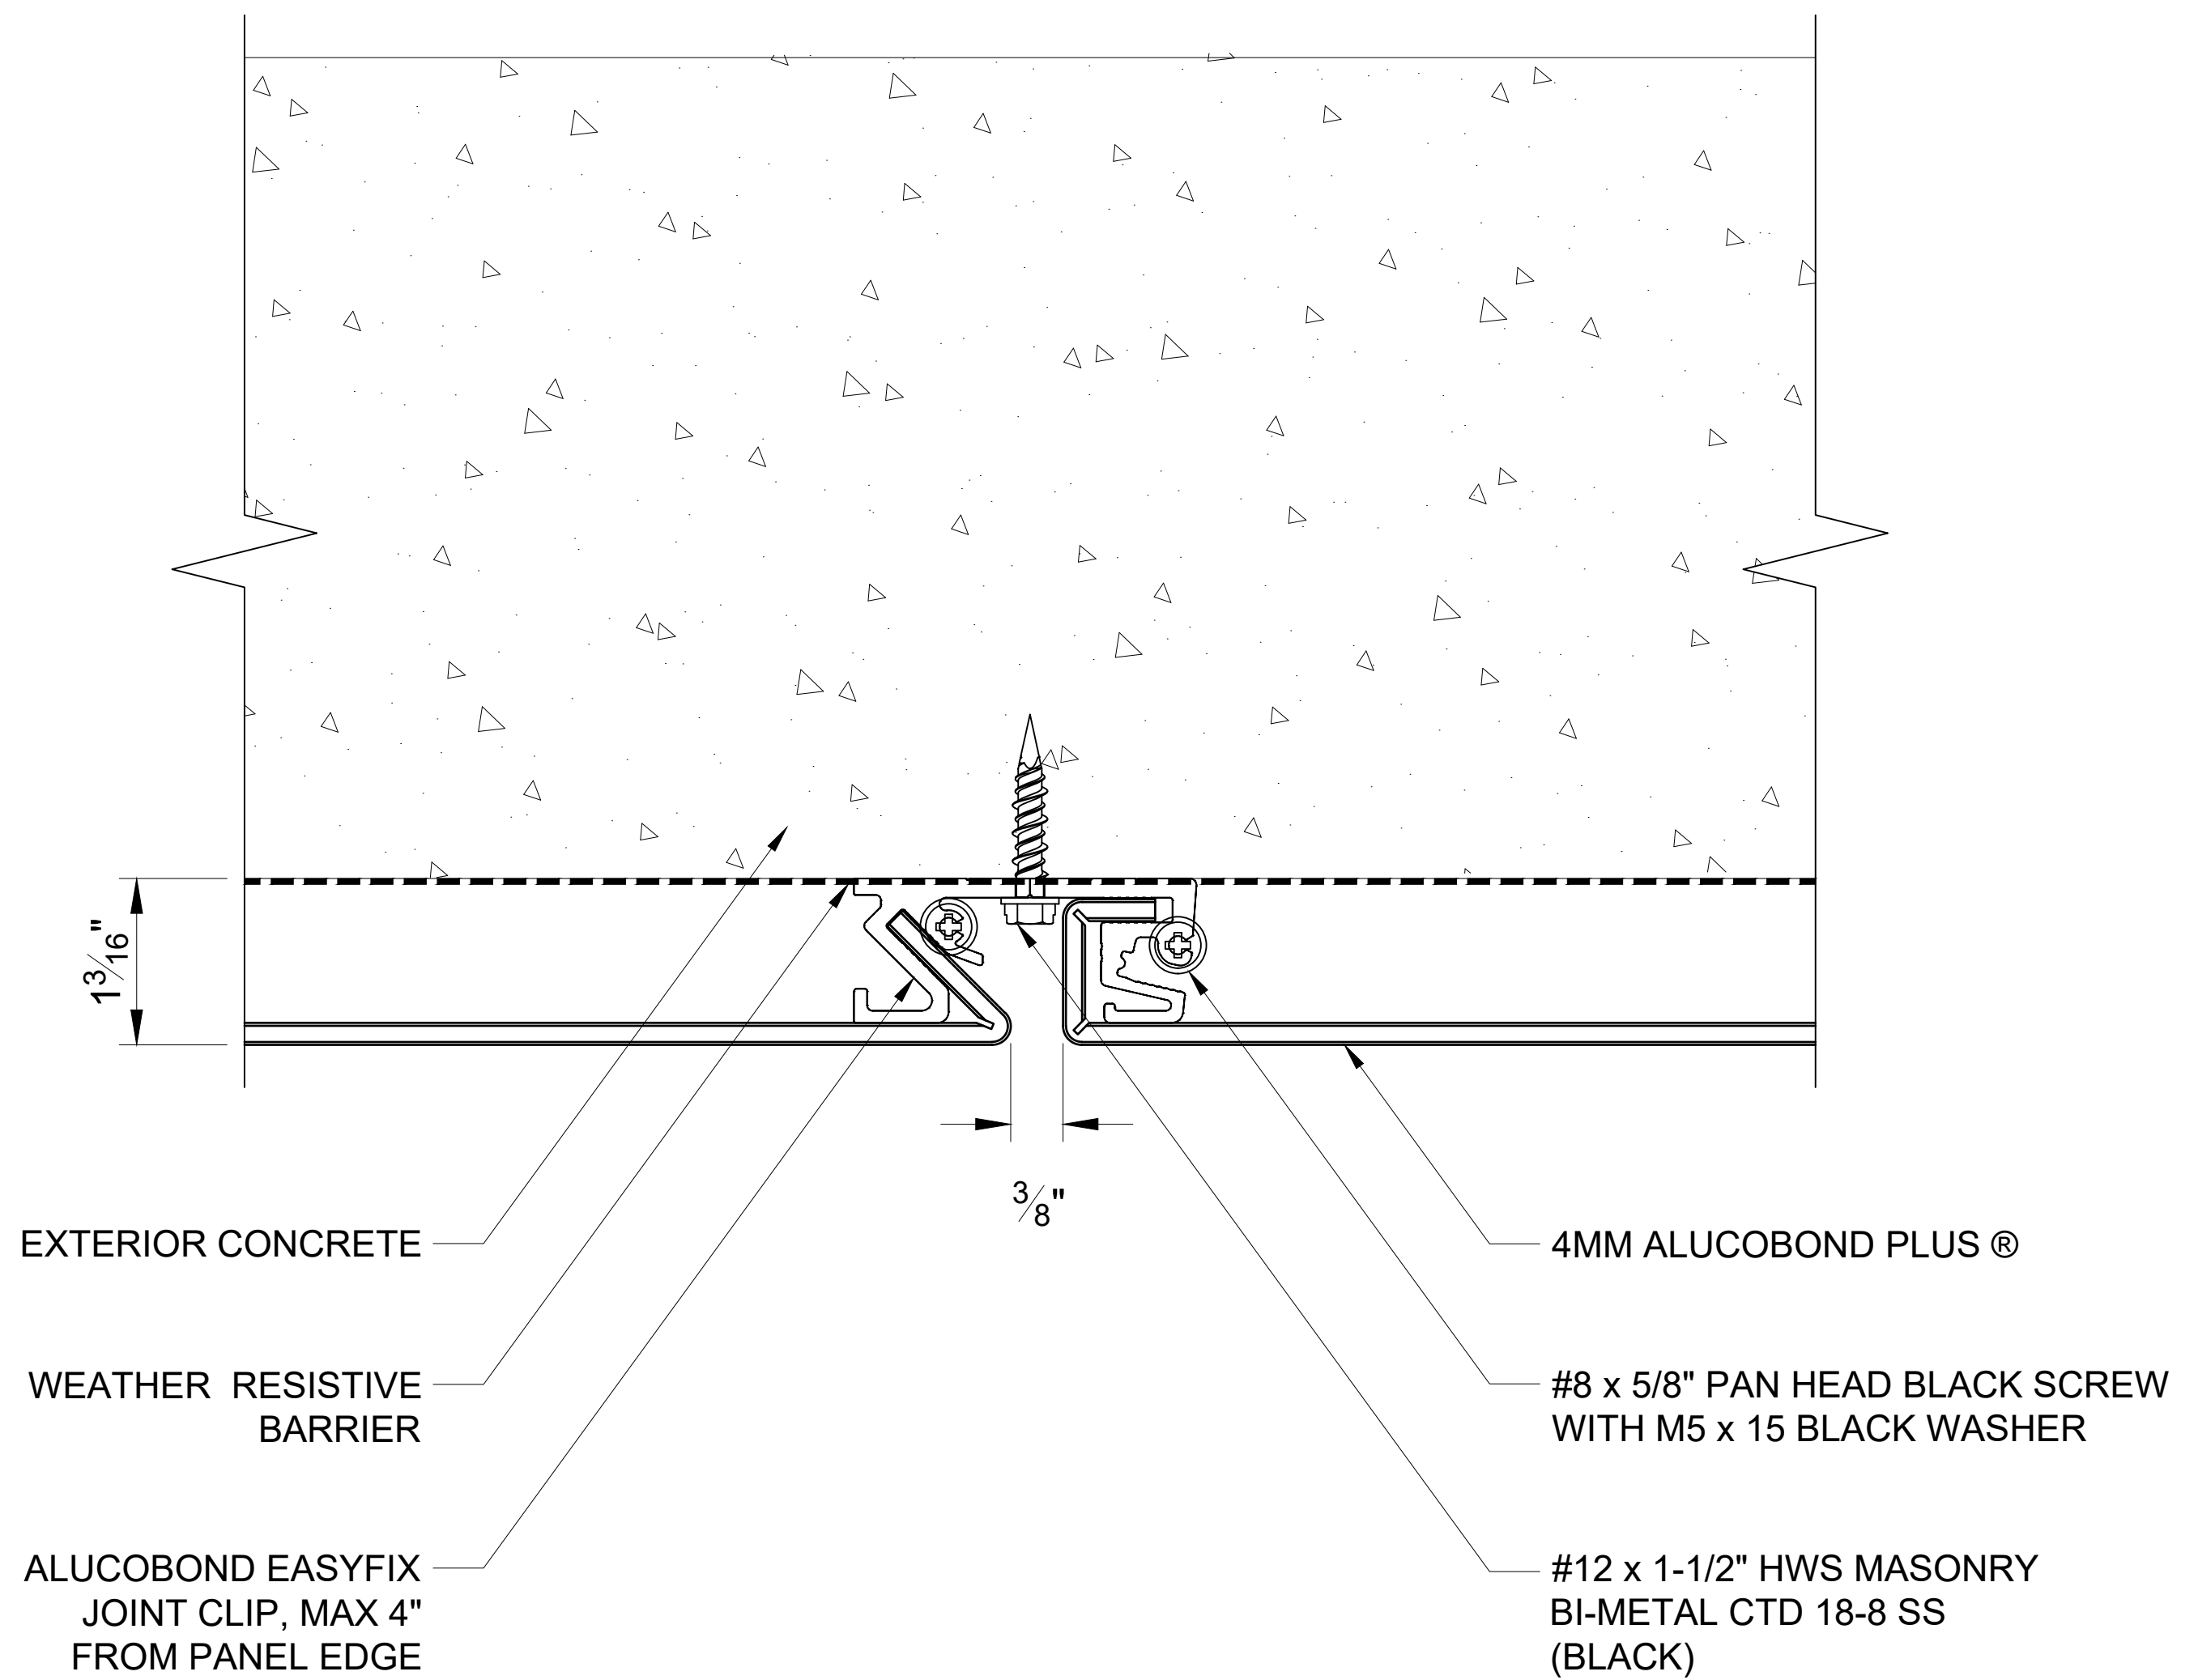 1 3/16"
3/8"
EXTERIOR CONCRETE
WEATHER  RESISTIVE
BARRIER
ALUCOBOND EASYFIX
JOINT CLIP, MAX 4"
FROM PANEL EDGE
4MM ALUCOBOND PLUS ®
#8 x 5/8" PAN HEAD BLACK SCREW
WITH M5 x 15 BLACK WASHER
#12 x 1-1/2" HWS MASONRY
BI-METAL CTD 18-8 SS
(BLACK)